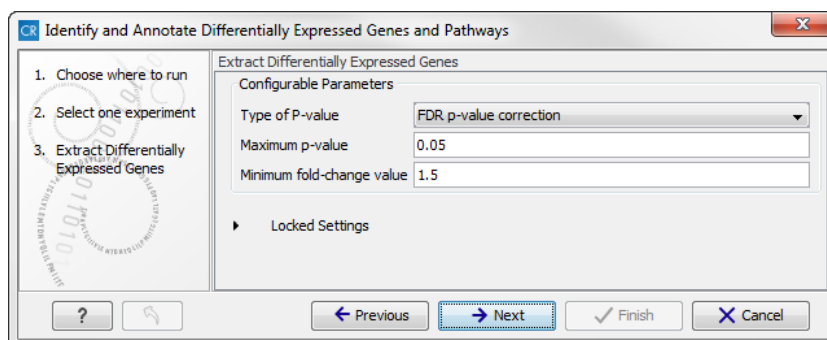 CR Identify and Annotate Differentially Expressed Genes and Pathways X
1. Choose where to run
2. Select one experiment
3. Extract Differentially
Expressed Genes
Extract Differentially Expressed Genes
Configurable Parameters
Type of P-value FDR p-value correction
Maximum p-value 0.05
Minimum fold-change value 1.5
Locked Settings
? Previous Next Finish Cancel